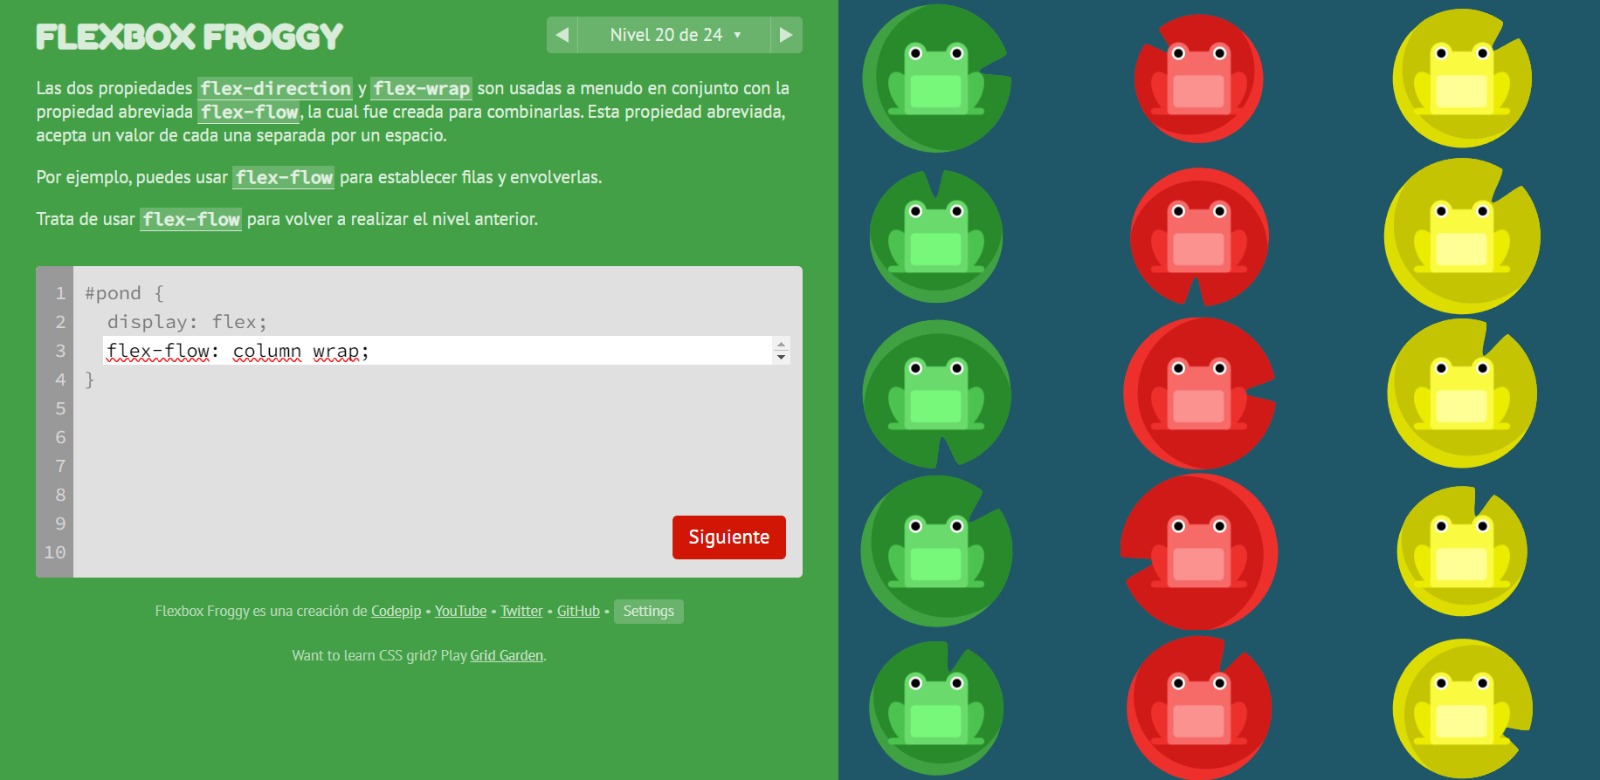 FLEXBOX FROGGY
◀ Nivel 20 de 24 ▾ ▶
Las dos propiedades flex-direction y flex-wrap son usadas a menudo en conjunto con la
propiedad abreviada flex-flow, la cual fue creada para combinarlas. Esta propiedad abreviada,
acepta un valor de cada una separada por un espacio.
Por ejemplo, puedes usar flex-flow para establecer filas y envolverlas.
Trata de usar flex-flow para volver a realizar el nivel anterior.
1 #pond {
2 display: flex;
3 flex-flow: column wrap;
4 }
5
6
7
8
9
10
Siguiente
Flexbox Froggy es una creación de Codepip • YouTube • Twitter • GitHub • Settings
Want to learn CSS grid? Play Grid Garden.